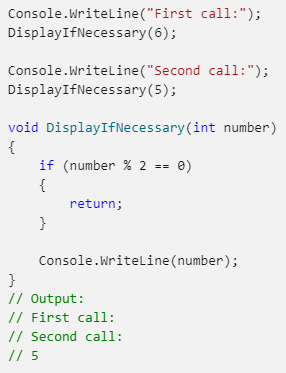 Console.WriteLine("First call:");
DisplayIfNecessary(6);

Console.WriteLine("Second call:");
DisplayIfNecessary(5);

void DisplayIfNecessary(int number)
{
    if (number % 2 == 0)
    {
        return;
    }

    Console.WriteLine(number);
}
// Output:
// First call:
// Second call:
// 5